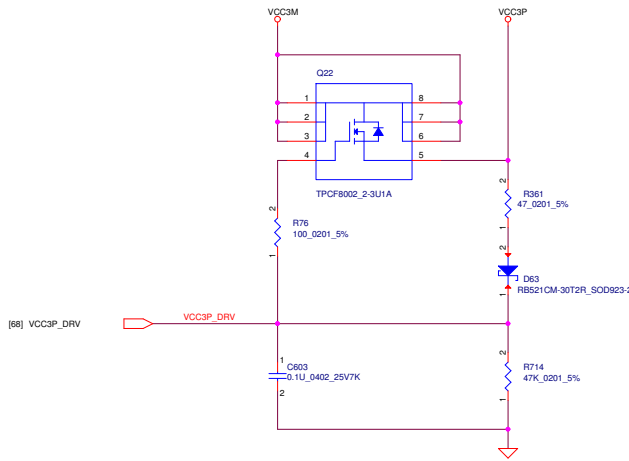 VCC3M
VCC3P
Q22
1
8
2
7
3
6
4
5
TPCF8002_2-3U1A
2
R361
47_0201_5%
2
R76
100_0201_5%
1
1
2
D63
RB521CM-30T2R_SOD923-2
1
[68] VCC3P_DRV
VCC3P_DRV
1
C603
0.1U_0402_25V7K
2
2
R714
47K_0201_5%
1